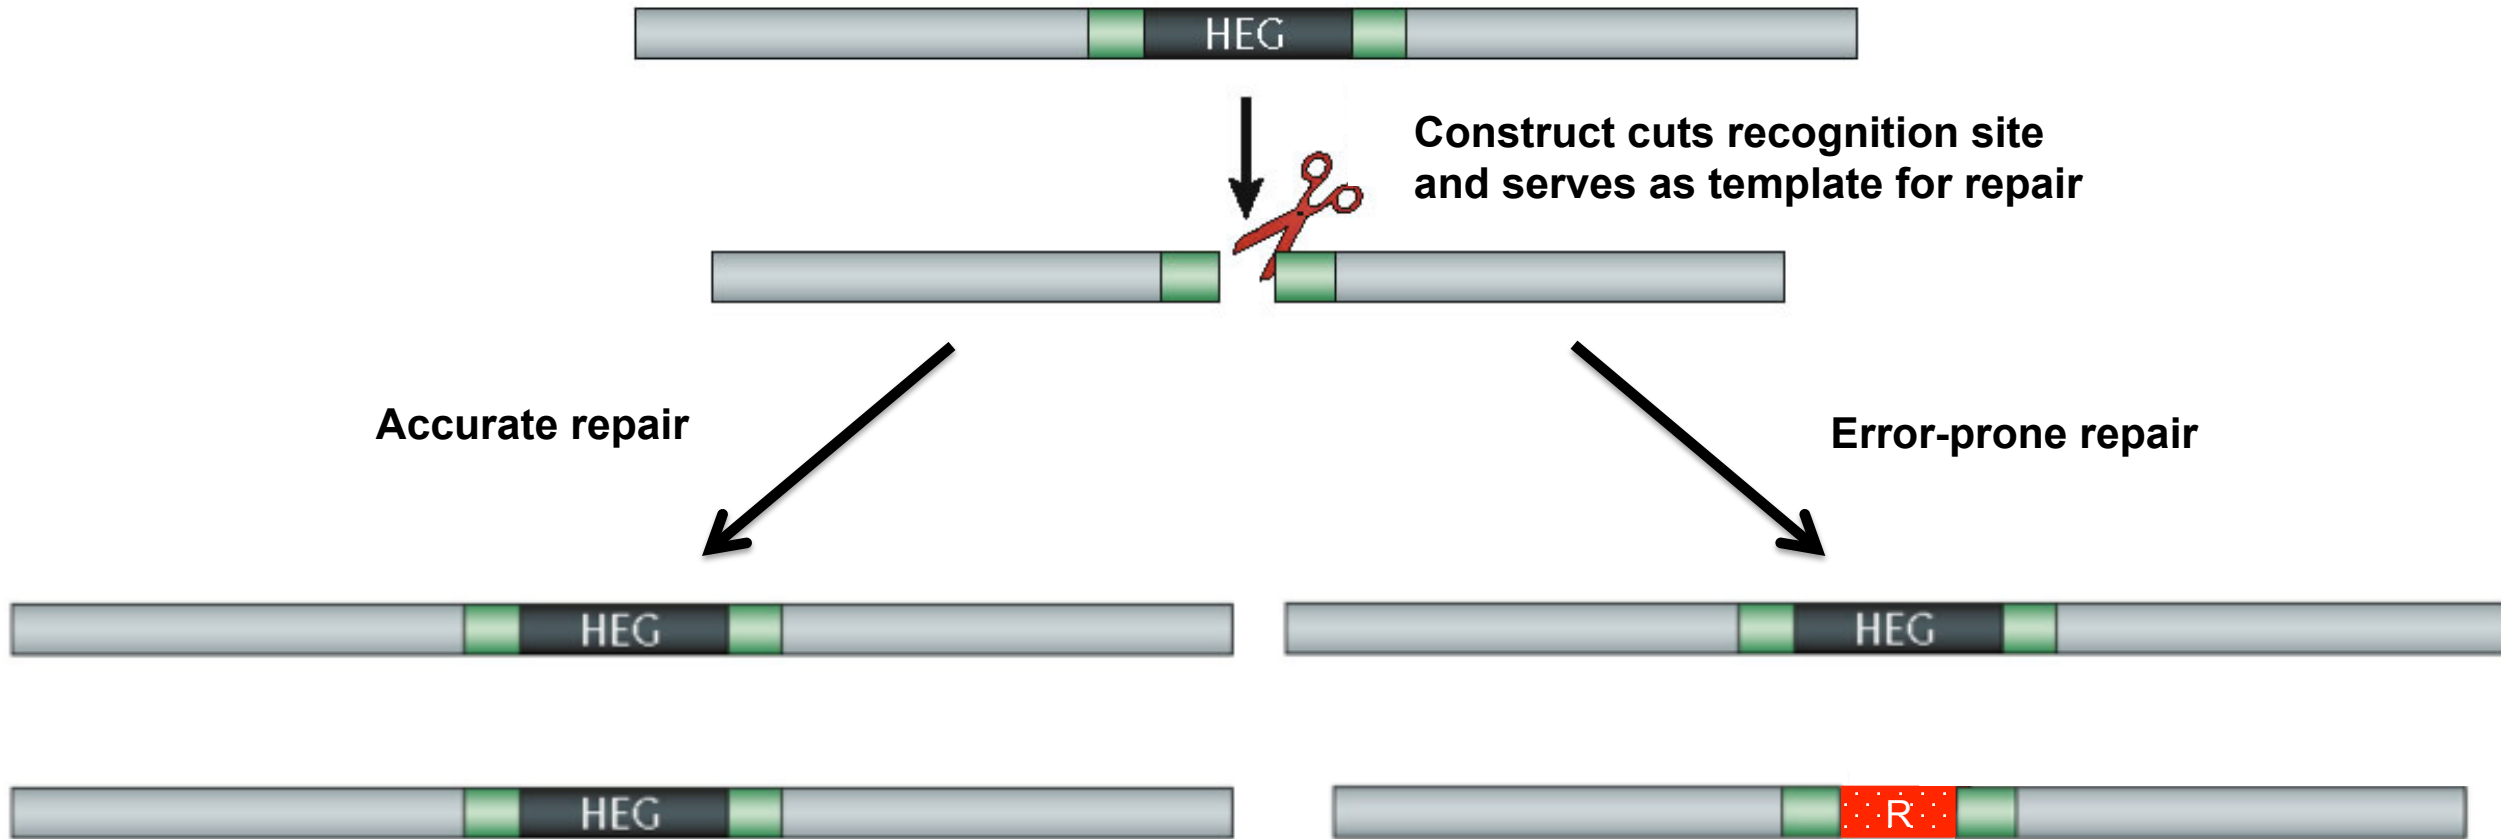 HEG
Construct cuts recognition site
and serves as template for repair
Accurate repair
Error-prone repair
HEG
HEG
HEG
R